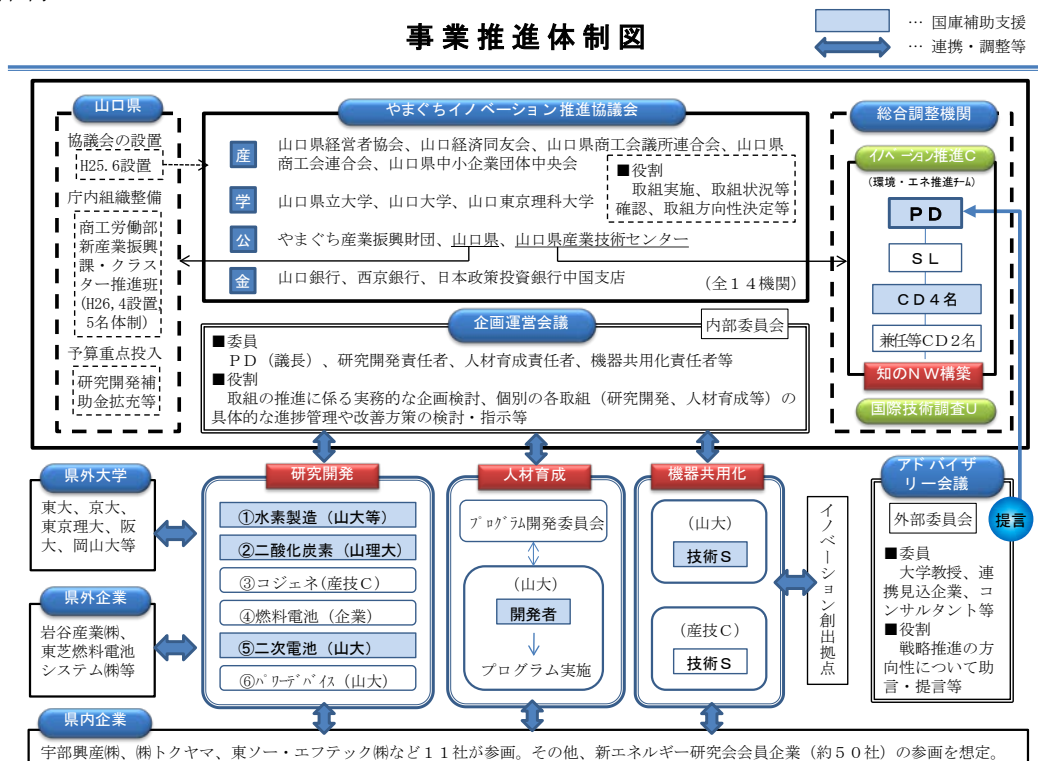 事業推進体制図
… 国庫補助支援
… 連携・調整等
山口県
協議会の設置
H25.6設置
庁内組織整備
商工労働部
新産業振興
課・クラス
ター推進班
(H26,4設置、
5名体制)
予算重点投入
研究開発補
助金拡充等
やまぐちイノベーション推進協議会
産
山口県経営者協会、山口経済同友会、山口県商工会議所連合会、山口県
商工会連合会、山口県中小企業団体中央会
学
山口県立大学、山口大学、山口東京理科大学
公
やまぐち産業振興財団、山口県、山口県産業技術センター
金
山口銀行、西京銀行、日本政策投資銀行中国支店
(全14機関)
■役割
取組実施、取組状況等
確認、取組方向性決定等
企画運営会議
内部委員会
■委員
PD(議長)、研究開発責任者、人材育成責任者、機器共用化責任者等
■役割
取組の推進に係る実務的な企画検討、個別の各取組(研究開発、人材育成等)の
具体的な進捗管理や改善方策の検討・指示等
総合調整機関
イノベーション推進C
(環境・エネ推進チーム)
PD
SL
CD4名
兼任等CD2名
知のNW構築
国際技術調査U
県外大学
東大、京大、
東京理大、阪
大、岡山大等
県外企業
岩谷産業㈱、
東芝燃料電池
システム㈱等
研究開発
①水素製造(山大等)
②二酸化炭素(山理大)
③コジェネ(産技C)
④燃料電池(企業)
⑤二次電池(山大)
⑥パワーデバイス(山大)
人材育成
プログラム開発委員会
(山大)
開発者
プログラム実施
機器共用化
(山大)
技術S
(産技C)
技術S
イノベーション創出拠点
アドバイザ
リー会議
外部委員会
提言
■委員
大学教授、連
携見込企業、コ
ンサルタント等
■役割
戦略推進の方
向性について助
言・提言等
県内企業
宇部興産㈱、㈱トクヤマ、東ソー・エフテック㈱など11社が参画。その他、新エネルギー研究会会員企業(約50社)の参画を想定。